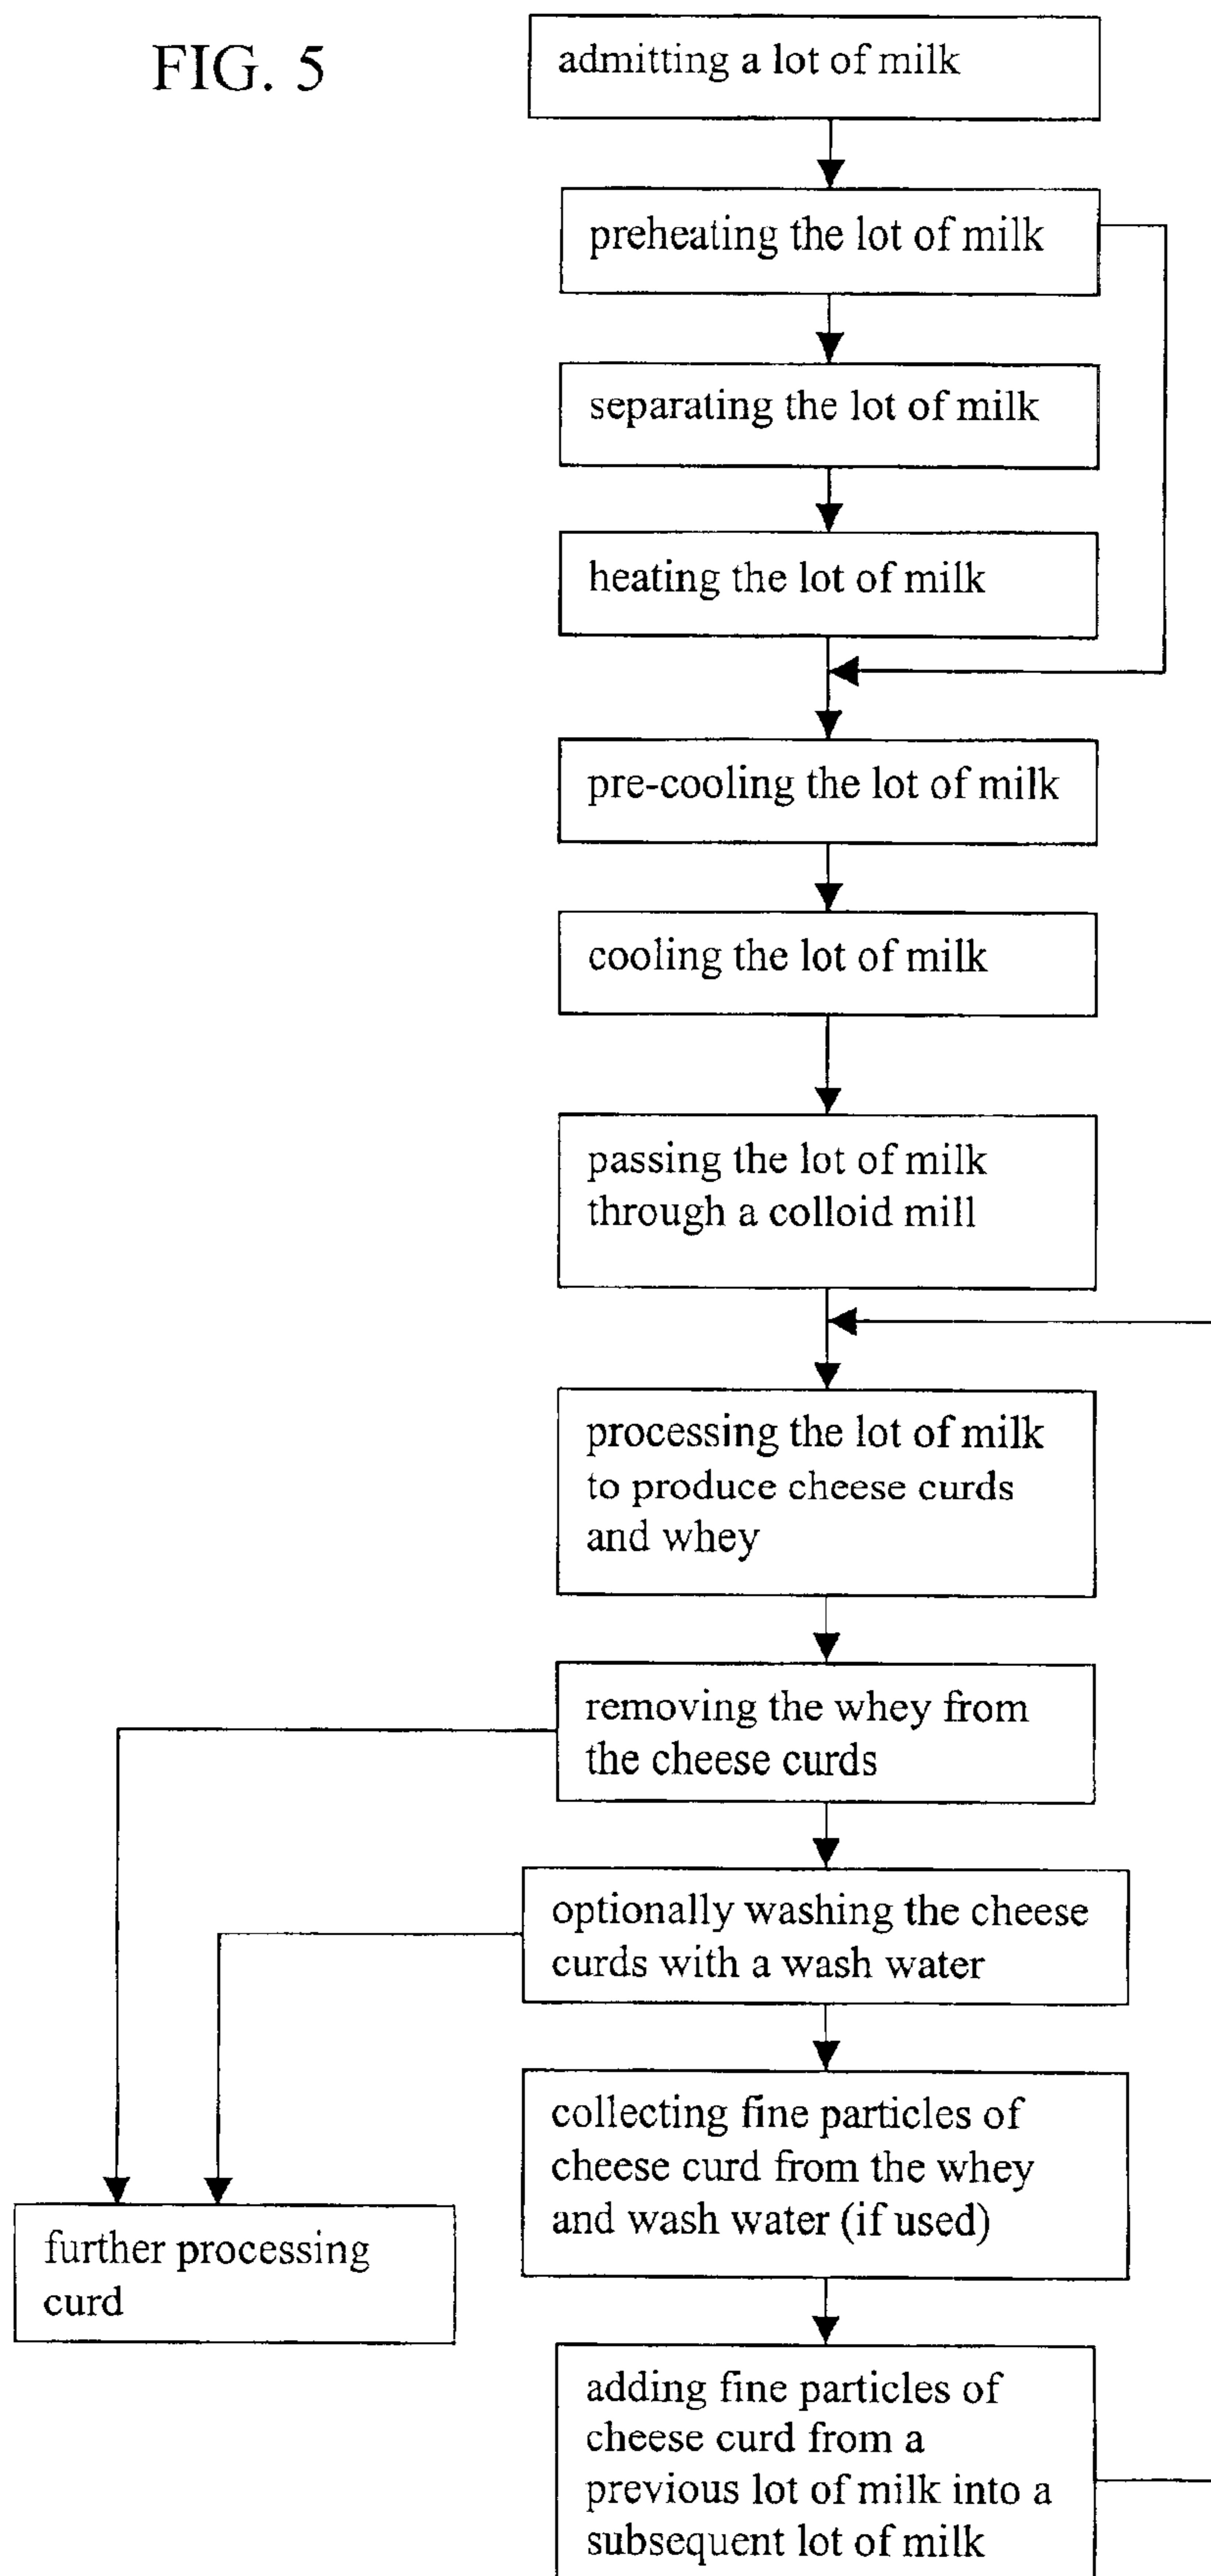 FIG. 5
admitting a lot of milk
preheating the lot of milk
separating the lot of milk
heating the lot of milk
pre-cooling the lot of milk
cooling the lot of milk
passing the lot of milk
through a colloid mill
processing the lot of milk
to produce cheese curds
and whey
removing the whey from
the cheese curds
optionally washing the cheese
curds with a wash water
collecting fine particles of
cheese curd from the whey
and wash water (if used)
further processing
curd
adding fine particles of
cheese curd from a
previous lot of milk into a
subsequent lot of milk